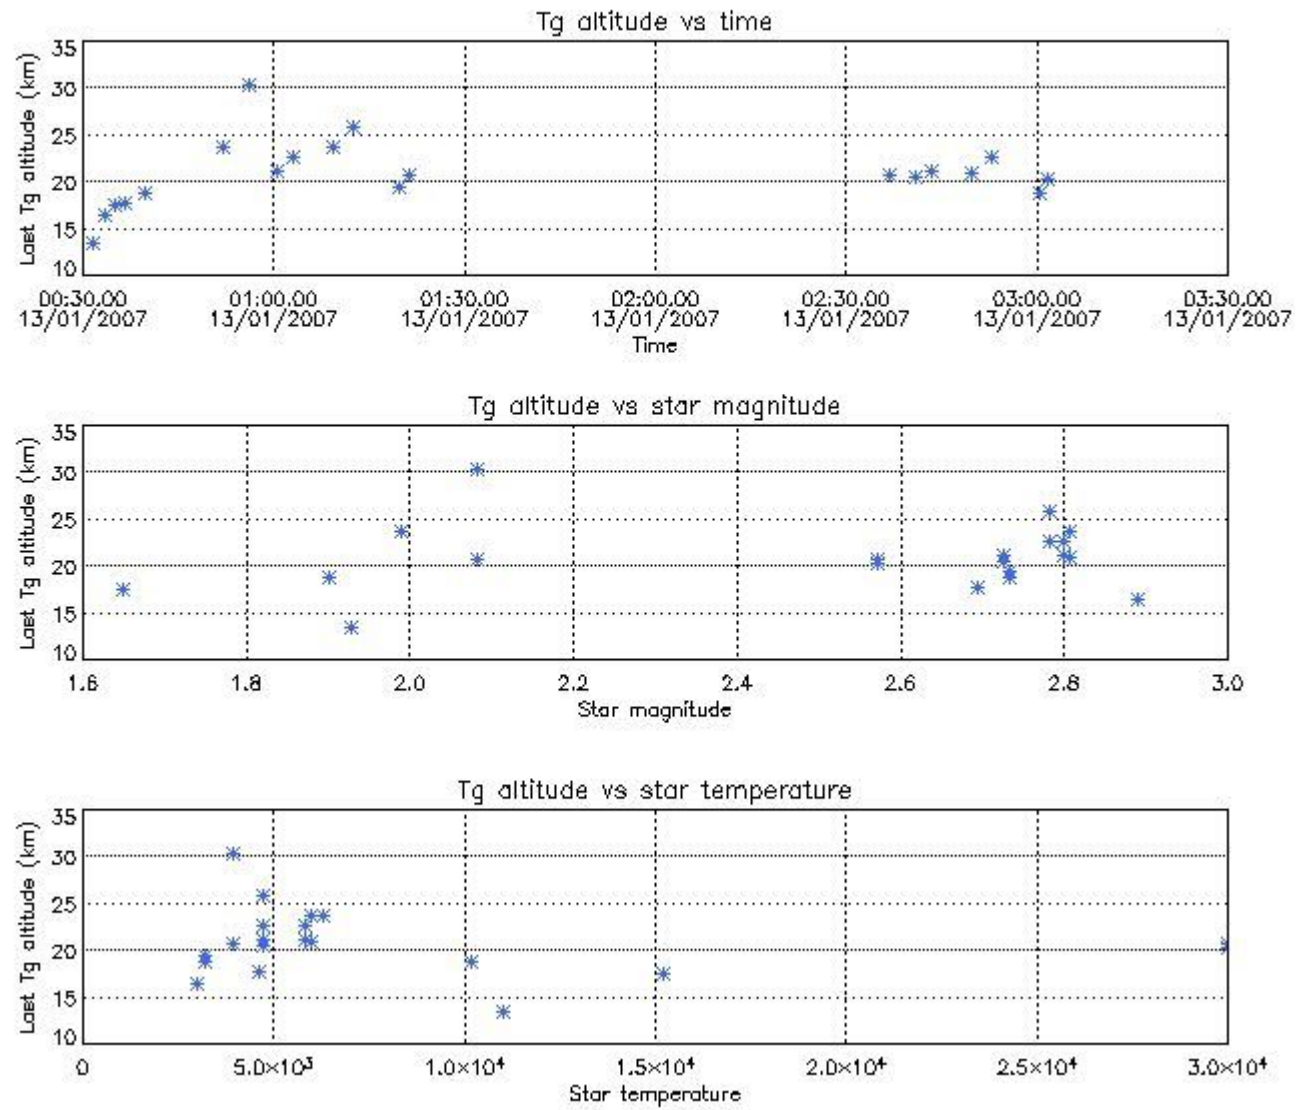 Tg altitude vs time
Last Tg altitude (km)
35
30
25
20
15
10
00:30.00 01:00.00 01:30.00 02:00.00 02:30.00 03:00.00 03:30.00
13/01/2007 13/01/2007 13/01/2007 13/01/2007 13/01/2007 13/01/2007 13/01/2007
Time
Tg altitude vs star magnitude
Last Tg altitude (km)
35
30
25
20
15
10
1.6 1.8 2.0 2.2 2.4 2.6 2.8 3.0
Star magnitude
Tg altitude vs star temperature
Last Tg altitude (km)
35
30
25
20
15
10
0 5.0×10³ 1.0×10⁴ 1.5×10⁴ 2.0×10⁴ 2.5×10⁴ 3.0×10⁴
Star temperature